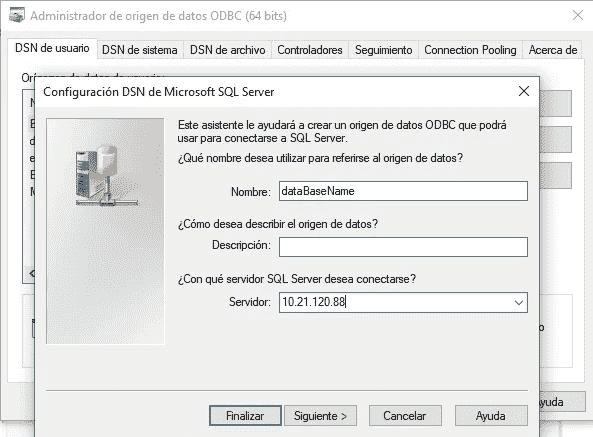 Administrador de origen de datos ODBC (64 bits)
DSN de usuario DSN de sistema DSN de archivo Controladores Seguimiento Connection Pooling Acerca de
Configuración DSN de Microsoft SQL Server
Este asistente le ayudará a crear un origen de datos ODBC que podrá
usar para conectarse a SQL Server.
¿Qué nombre desea utilizar para referirse al origen de datos?
Nombre: dataBaseName
¿Cómo desea describir el origen de datos?
Descripción:
¿Con qué servidor SQL Server desea conectarse?
Servidor: 10.21.120.88
Finalizar Siguiente > Cancelar Ayuda